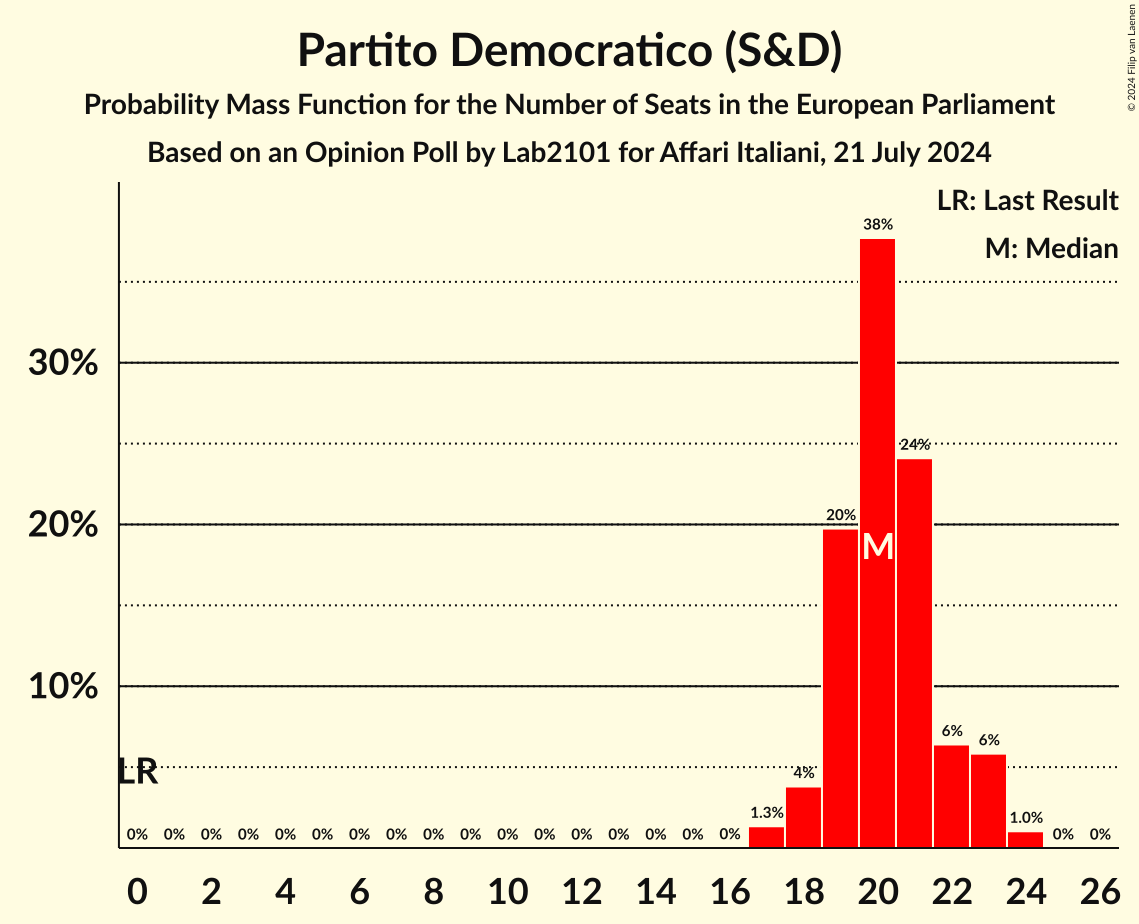 Partito Democratico (S&D)
Probability Mass Function for the Number of Seats in the European Parliament
Based on an Opinion Poll by Lab2101 for Affari Italiani, 21 July 2024
© 2024 Filip van Laenen
LR: Last Result
M: Median
38%
30%
24%
20%
20%
M
10%
6%
6%
LR
4%
1.3%
1.0%
0% 0% 0% 0% 0% 0% 0% 0% 0% 0% 0% 0% 0% 0% 0% 0% 0% 0% 0%
0 2 4 6 8 10 12 14 16 18 20 22 24 26